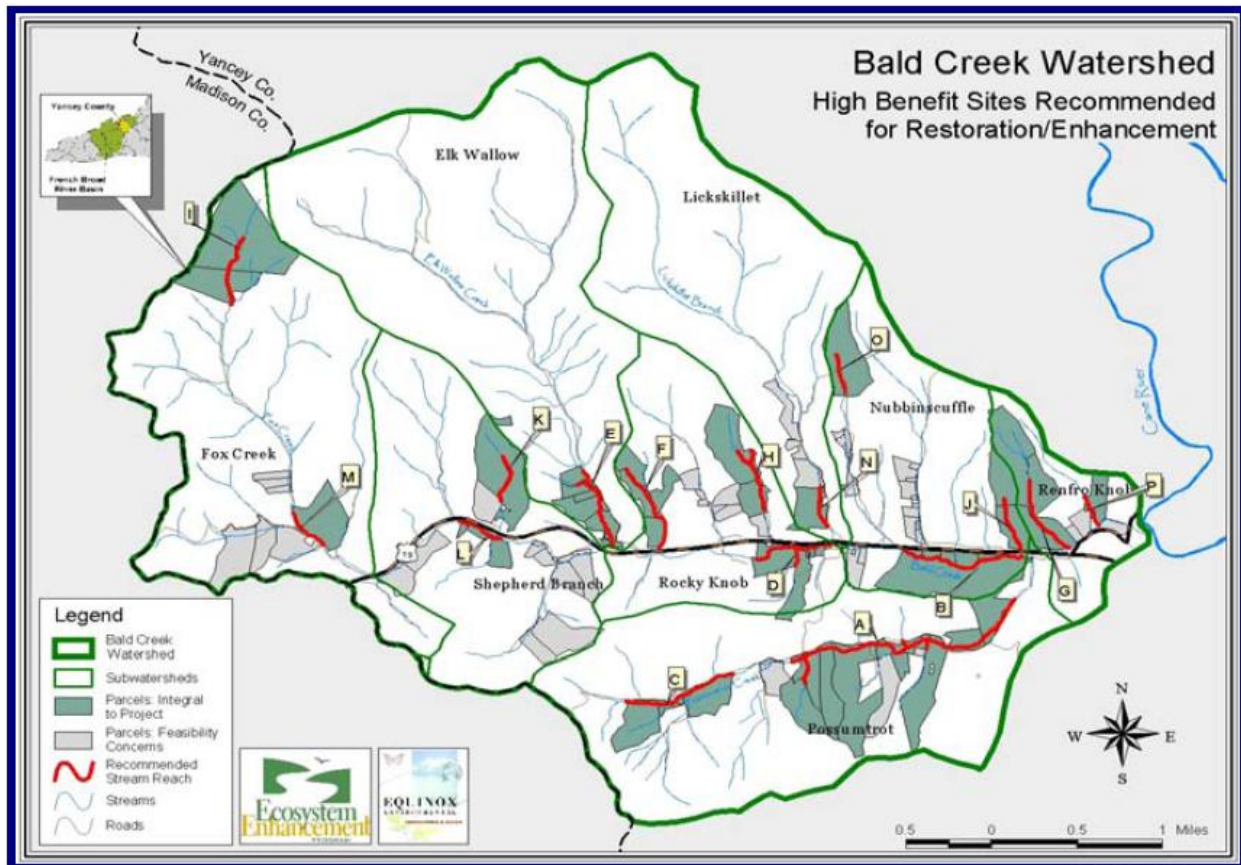 Bald Creek Watershed
High Benefit Sites Recommended
for Restoration/Enhancement
Yancey Co.
Madison Co.
Yancey County
French Broad
River Basin
Elk Wallow
Lickskillet
I
Elk Wallow Creek
Cane River
O
Nubbinscuffle
K
E
F
H
N
Fox Creek
M
J
Renfro Knob
P
L
Shepherd Branch
Rocky Knob
D
G
B
A
C
Possumtrot
Legend
Bald Creek
Watershed
Subwatersheds
Parcels: Integral
to Project
Parcels: Feasibility
Concerns
Recommended
Stream Reach
Streams
Roads
Ecosystem
Enhancement
EQUINOX
N
W
E
S
0.5
0
0.5
1 Miles